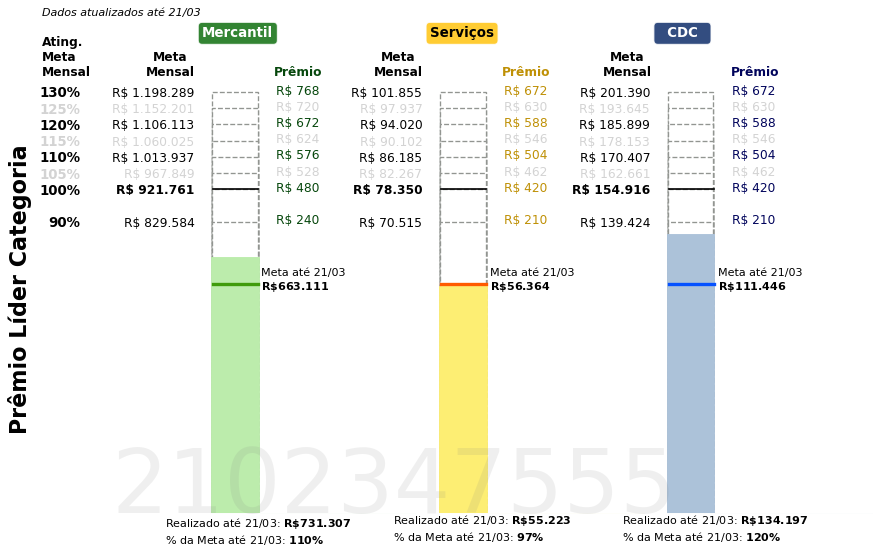 Dados atualizados até 21/03
Mercantil Serviços CDC
Ating. Meta Mensal Meta Mensal Prêmio Meta Mensal Prêmio Meta Mensal Prêmio
130% R$ 1.198.289 R$ 768 R$ 101.855 R$ 672 R$ 201.390 R$ 672
125% R$ 1.152.201 R$ 720 R$ 97.937 R$ 630 R$ 193.645 R$ 630
120% R$ 1.106.113 R$ 672 R$ 94.020 R$ 588 R$ 185.899 R$ 588
115% R$ 1.060.025 R$ 624 R$ 90.102 R$ 546 R$ 178.153 R$ 546
110% R$ 1.013.937 R$ 576 R$ 86.185 R$ 504 R$ 170.407 R$ 504
105% R$ 967.849 R$ 528 R$ 82.267 R$ 462 R$ 162.661 R$ 462
100% R$ 921.761 R$ 480 R$ 78.350 R$ 420 R$ 154.916 R$ 420
90% R$ 829.584 R$ 240 R$ 70.515 R$ 210 R$ 139.424 R$ 210
Meta até 21/03 Meta até 21/03 Meta até 21/03
R$663.111 R$56.364 R$111.446
Prêmio Líder Categoria
2102347555
Realizado até 21/03: R$731.307 Realizado até 21/03: R$55.223 Realizado até 21/03: R$134.197
% da Meta até 21/03: 110% % da Meta até 21/03: 97% % da Meta até 21/03: 120%